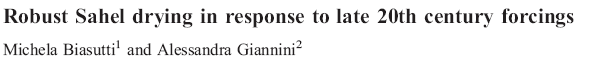 Robust Sahel drying in response to late 20th century forcings
Michela Biasutti¹ and Alessandra Giannini²